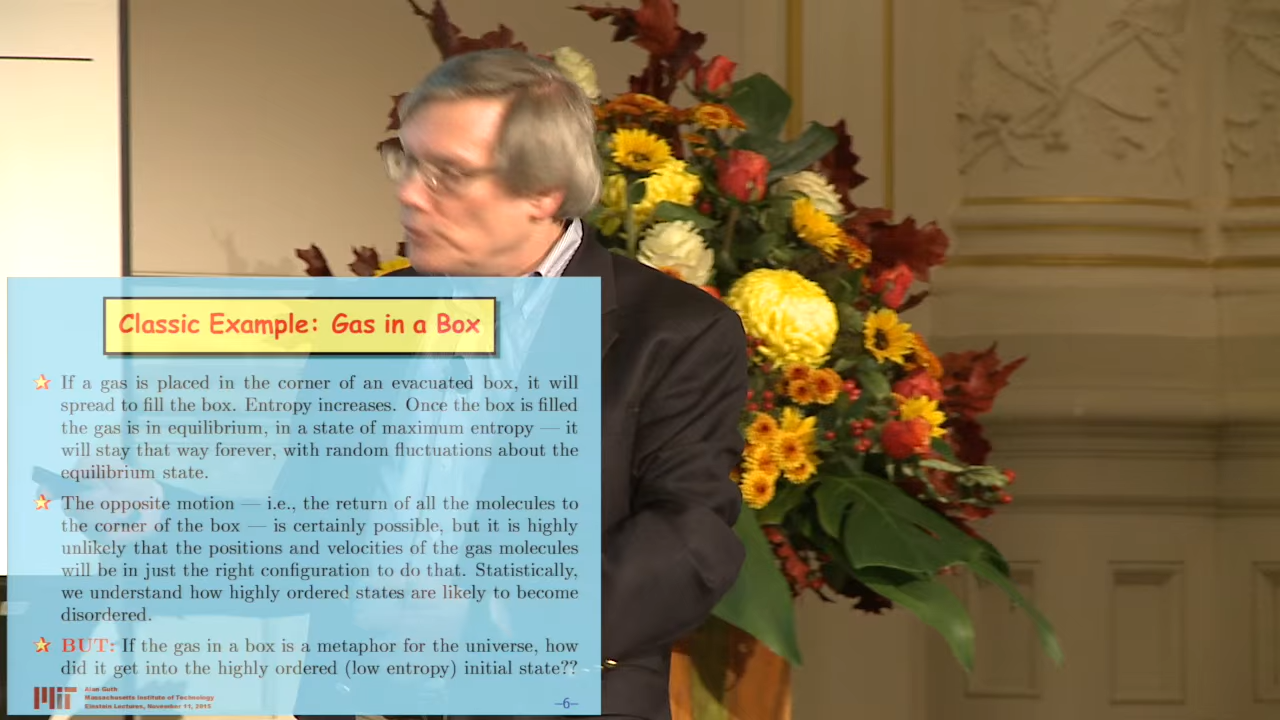 Classic Example: Gas in a Box
If a gas is placed in the corner of an evacuated box, it will
spread to fill the box. Entropy increases. Once the box is filled
the gas is in equilibrium, in a state of maximum entropy — it
will stay that way forever, with random fluctuations about the
equilibrium state.
The opposite motion — i.e., the return of all the molecules to
the corner of the box — is certainly possible, but it is highly
unlikely that the positions and velocities of the gas molecules
will be in just the right configuration to do that. Statistically,
we understand how highly ordered states are likely to become
disordered.
BUT: If the gas in a box is a metaphor for the universe, how
did it get into the highly ordered (low entropy) initial state??
MIT
Alan Guth
Massachusetts Institute of Technology
Einstein Lectures, November 11, 2015
–6–